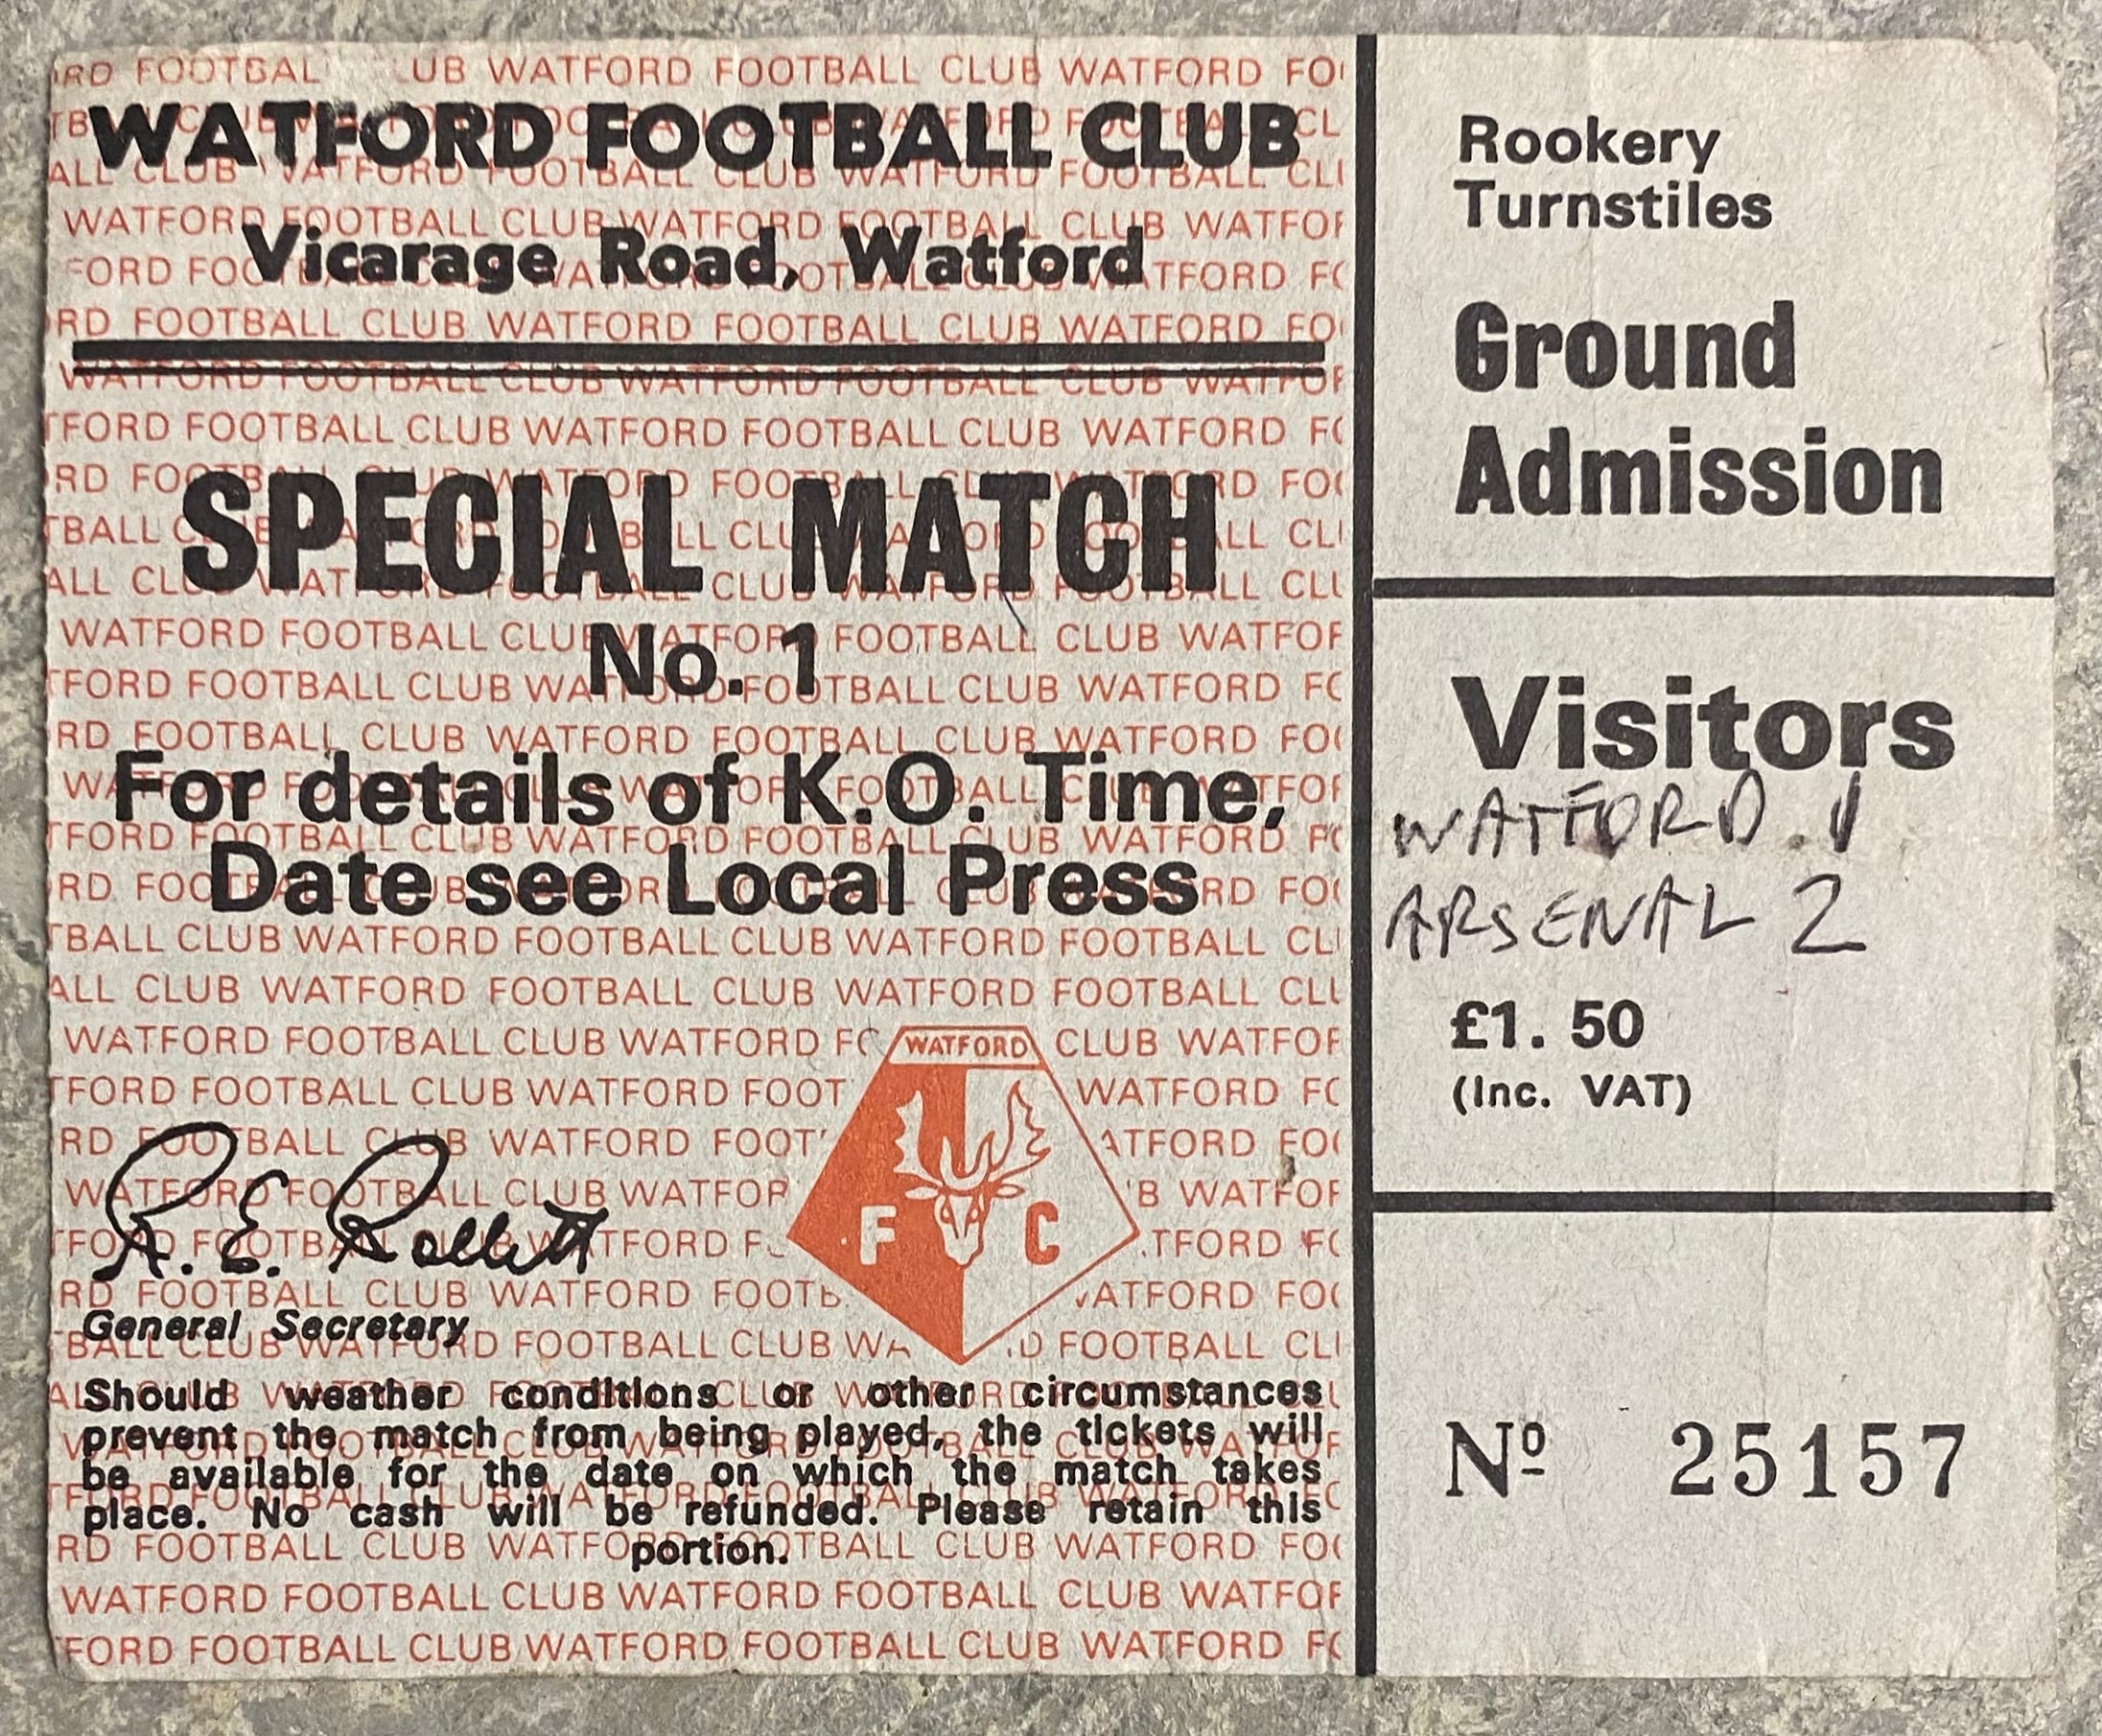 WATFORD FOOTBALL CLUB
Vicarage Road, Watford
SPECIAL MATCH
No. 1
For details of K.O. Time,
Date see Local Press
WATFORD
F C
R. E. Rollitt
General Secretary
Should weather conditions or other circumstances
prevent the match from being played, the tickets will
be available for the date on which the match takes
place. No cash will be refunded. Please retain this
portion.
Rookery
Turnstiles
Ground
Admission
Visitors
WATFORD . 1
ARSENAL 2
£1. 50
(Inc. VAT)
Nº 25157